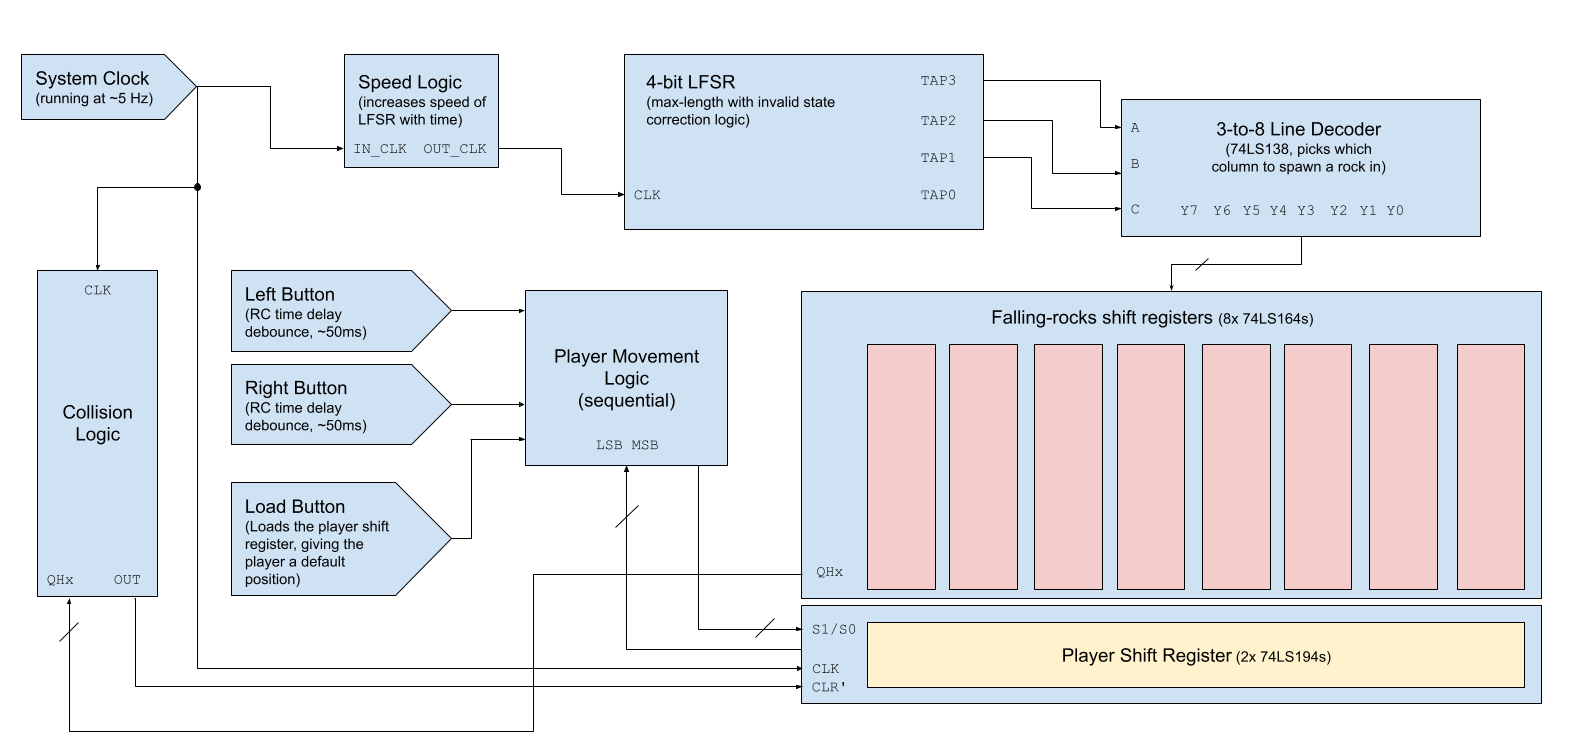 System Clock
(running at ~5 Hz)
Speed Logic
(increases speed of
LFSR with time)
IN_CLK OUT_CLK
4-bit LFSR
(max-length with invalid state
correction logic)
TAP3
TAP2
TAP1
TAP0
CLK
A
B
C
3-to-8 Line Decoder
(74LS138, picks which
column to spawn a rock in)
Y7 Y6 Y5 Y4 Y3 Y2 Y1 Y0
CLK
Collision
Logic
QHx OUT
Left Button
(RC time delay
debounce, ~50ms)
Right Button
(RC time delay
debounce, ~50ms)
Load Button
(Loads the player shift
register, giving the
player a default
position)
Player Movement
Logic
(sequential)
LSB MSB
Falling-rocks shift registers (8x 74LS164s)
QHx
S1/S0
CLK
CLR'
Player Shift Register (2x 74LS194s)